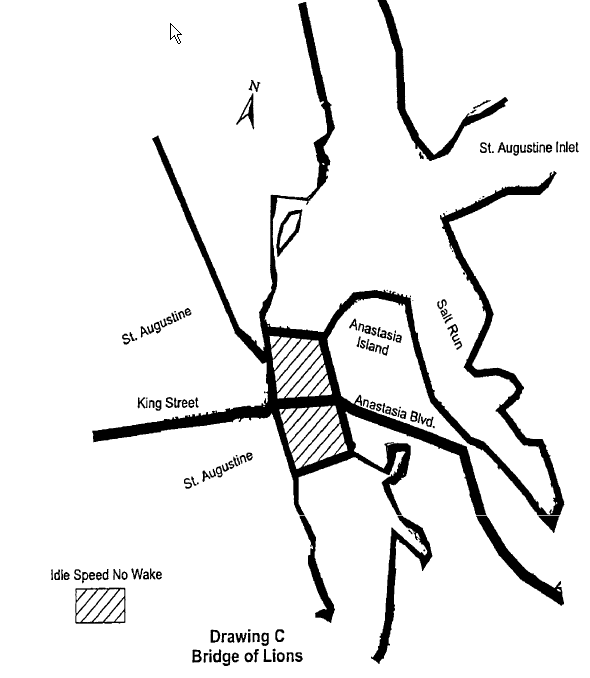 N
St. Augustine Inlet
St. Augustine
Anastasia
Island
Salt Run
King Street
Anastasia Blvd.
St. Augustine
Idle Speed No Wake
Drawing C
Bridge of Lions